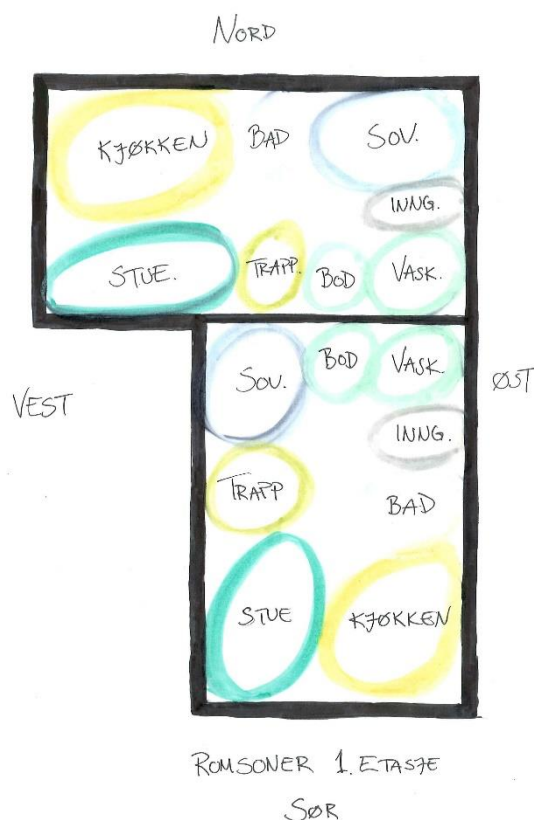 NORD
KJØKKEN
BAD
SOV.
INNG.
STUE.
TRAPP.
BOD
VASK.
VEST
ØST
SOV.
BOD
VASK.
INNG.
TRAPP
BAD
STUE
KJØKKEN
ROMSONER 1. ETASJE
SØR